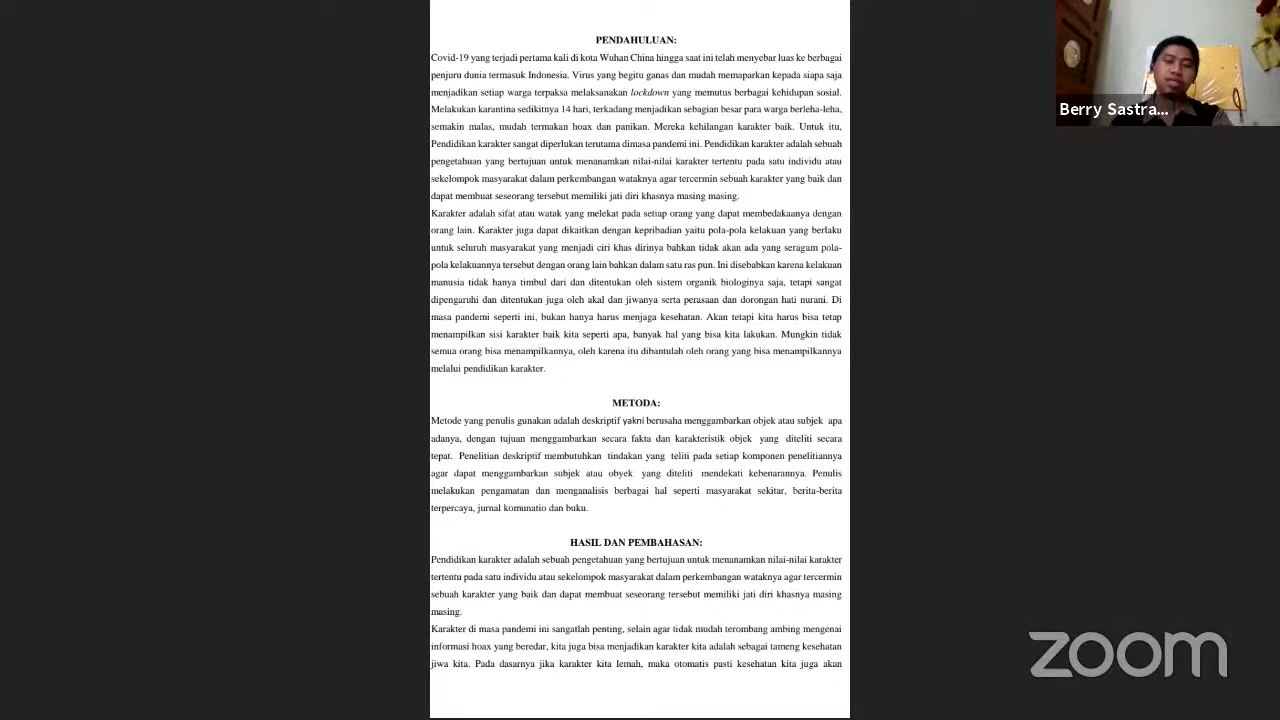 PENDAHULUAN:
Covid-19 yang terjadi pertama kali di kota Wuhan China hingga saat ini telah menyebar luas ke berbagai
penjuru dunia termasuk Indonesia. Virus yang begitu ganas dan mudah memaparkan kepada siapa saja
menjadikan setiap warga terpaksa melaksanakan lockdown yang memutus berbagai kehidupan sosial.
Melakukan karantina sedikitnya 14 hari, terkadang menjadikan sebagian besar para warga berleha-leha,
semakin malas, mudah termakan hoax dan panikan. Mereka kehilangan karakter baik. Untuk itu,
Pendidikan karakter sangat diperlukan terutama dimasa pandemi ini. Pendidikan karakter adalah sebuah
pengetahuan yang bertujuan untuk menanamkan nilai-nilai karakter tertentu pada satu individu atau
sekelompok masyarakat dalam perkembangan wataknya agar tercermin sebuah karakter yang baik dan
dapat membuat seseorang tersebut memiliki jati diri khasnya masing masing.
Karakter adalah sifat atau watak yang melekat pada setiap orang yang dapat membedakaanya dengan
orang lain. Karakter juga dapat dikaitkan dengan kepribadian yaitu pola-pola kelakuan yang berlaku
untuk seluruh masyarakat yang menjadi ciri khas dirinya bahkan tidak akan ada yang seragam pola-
pola kelakuannya tersebut dengan orang lain bahkan dalam satu ras pun. Ini disebabkan karena kelakuan
manusia tidak hanya timbul dari dan ditentukan oleh sistem organik biologinya saja, tetapi sangat
dipengaruhi dan ditentukan juga oleh akal dan jiwanya serta perasaan dan dorongan hati nurani. Di
masa pandemi seperti ini, bukan hanya harus menjaga kesehatan. Akan tetapi kita harus bisa tetap
menampilkan sisi karakter baik kita seperti apa, banyak hal yang bisa kita lakukan. Mungkin tidak
semua orang bisa menampilkannya, oleh karena itu dibantulah oleh orang yang bisa menampilkannya
melalui pendidikan karakter.
METODA:
Metode yang penulis gunakan adalah deskriptif yakni berusaha menggambarkan objek atau subjek apa
adanya, dengan tujuan menggambarkan secara fakta dan karakteristik objek yang diteliti secara
tepat. Penelitian deskriptif membutuhkan tindakan yang teliti pada setiap komponen penelitiannya
agar dapat menggambarkan subjek atau obyek yang diteliti mendekati kebenarannya. Penulis
melakukan pengamatan dan menganalisis berbagai hal seperti masyarakat sekitar, berita-berita
terpercaya, jurnal komunatio dan buku.
HASIL DAN PEMBAHASAN:
Pendidikan karakter adalah sebuah pengetahuan yang bertujuan untuk menanamkan nilai-nilai karakter
tertentu pada satu individu atau sekelompok masyarakat dalam perkembangan wataknya agar tercermin
sebuah karakter yang baik dan dapat membuat seseorang tersebut memiliki jati diri khasnya masing
masing.
Karakter di masa pandemi ini sangatlah penting, selain agar tidak mudah terombang ambing mengenai
informasi hoax yang beredar, kita juga bisa menjadikan karakter kita adalah sebagai tameng kesehatan
jiwa kita. Pada dasarnya jika karakter kita lemah, maka otomatis pasti kesehatan kita juga akan
Berry Sastra...
zoom